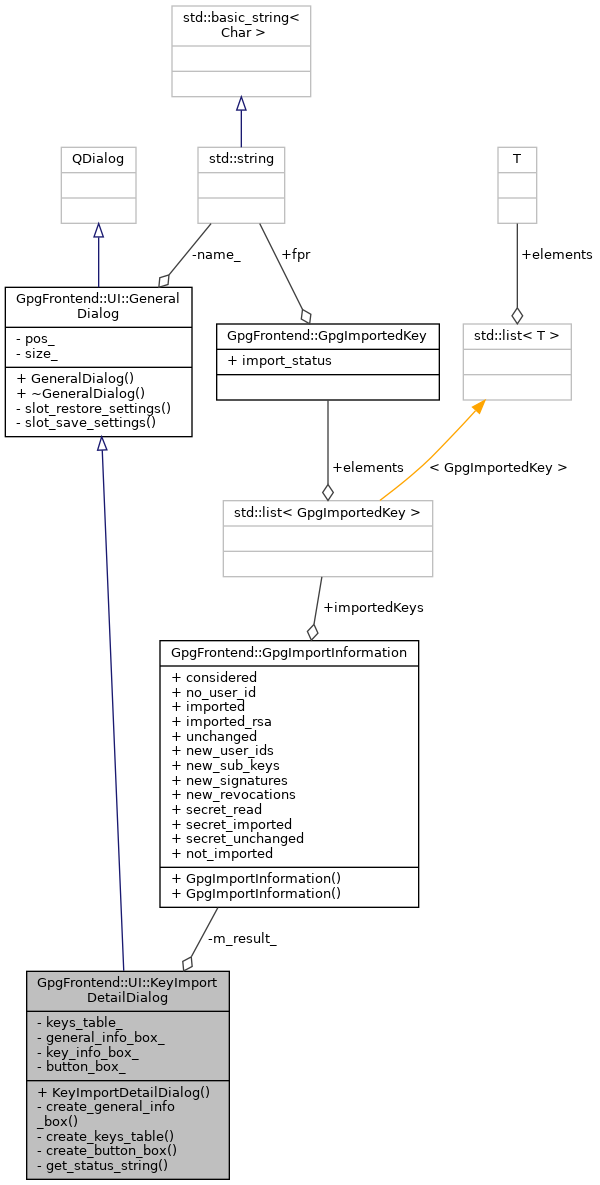 std::basic_string<
Char >
QDialog
std::string
T
-name_
+fpr
+elements
GpgFrontend::UI::General
Dialog
- pos_
- size_
+ GeneralDialog()
+ ~GeneralDialog()
- slot_restore_settings()
- slot_save_settings()
GpgFrontend::GpgImportedKey
+ import_status
std::list< T >
+elements
< GpgImportedKey >
std::list< GpgImportedKey >
+importedKeys
GpgFrontend::GpgImportInformation
+ considered
+ no_user_id
+ imported
+ imported_rsa
+ unchanged
+ new_user_ids
+ new_sub_keys
+ new_signatures
+ new_revocations
+ secret_read
+ secret_imported
+ secret_unchanged
+ not_imported
+ GpgImportInformation()
+ GpgImportInformation()
-m_result_
GpgFrontend::UI::KeyImport
DetailDialog
- keys_table_
- general_info_box_
- key_info_box_
- button_box_
+ KeyImportDetailDialog()
- create_general_info
_box()
- create_keys_table()
- create_button_box()
- get_status_string()